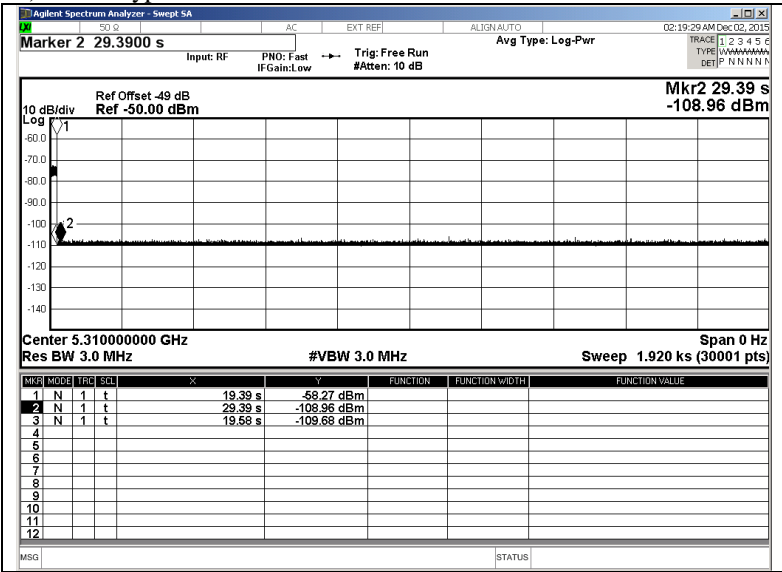 Agilent Spectrum Analyzer - Swept SA
50 Ω AC EXT REF ALIGN AUTO 02:19:29 AM Dec 02, 2015
Marker 2 29.3900 s
Input: RF PNO: Fast Trig: Free Run Avg Type: Log-Pwr TRACE 1 2 3 4 5 6
IFGain:Low #Atten: 10 dB TYPE
DET P N N N N
Ref Offset -49 dB Mkr2 29.39 s
10 dB/div Ref -50.00 dBm -108.96 dBm
Log
1
-60.0
-70.0
-80.0
-90.0
-100
2
-110
-120
-130
-140
Center 5.310000000 GHz Span 0 Hz
Res BW 3.0 MHz #VBW 3.0 MHz Sweep 1.920 ks (30001 pts)
MKR MODE TRC SCL X Y FUNCTION FUNCTION WIDTH FUNCTION VALUE
1 N 1 t 19.39 s -58.27 dBm
2 N 1 t 29.39 s -108.96 dBm
3 N 1 t 19.58 s -109.68 dBm
4
5
6
7
8
9
10
11
12
MSG STATUS